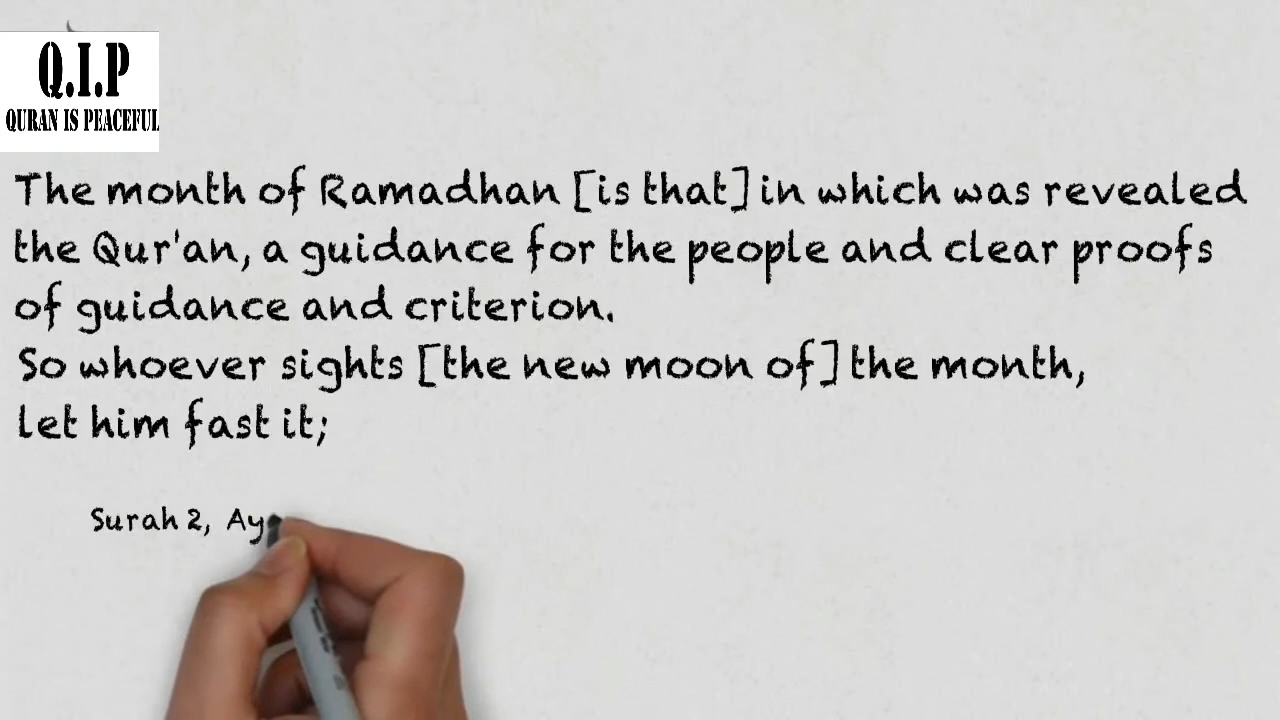 Q.I.P
QURAN IS PEACEFUL
The month of Ramadhan [is that] in which was revealed
the Qur'an, a guidance for the people and clear proofs
of guidance and criterion.
So whoever sights [the new moon of] the month,
let him fast it;
Surah 2, Ay